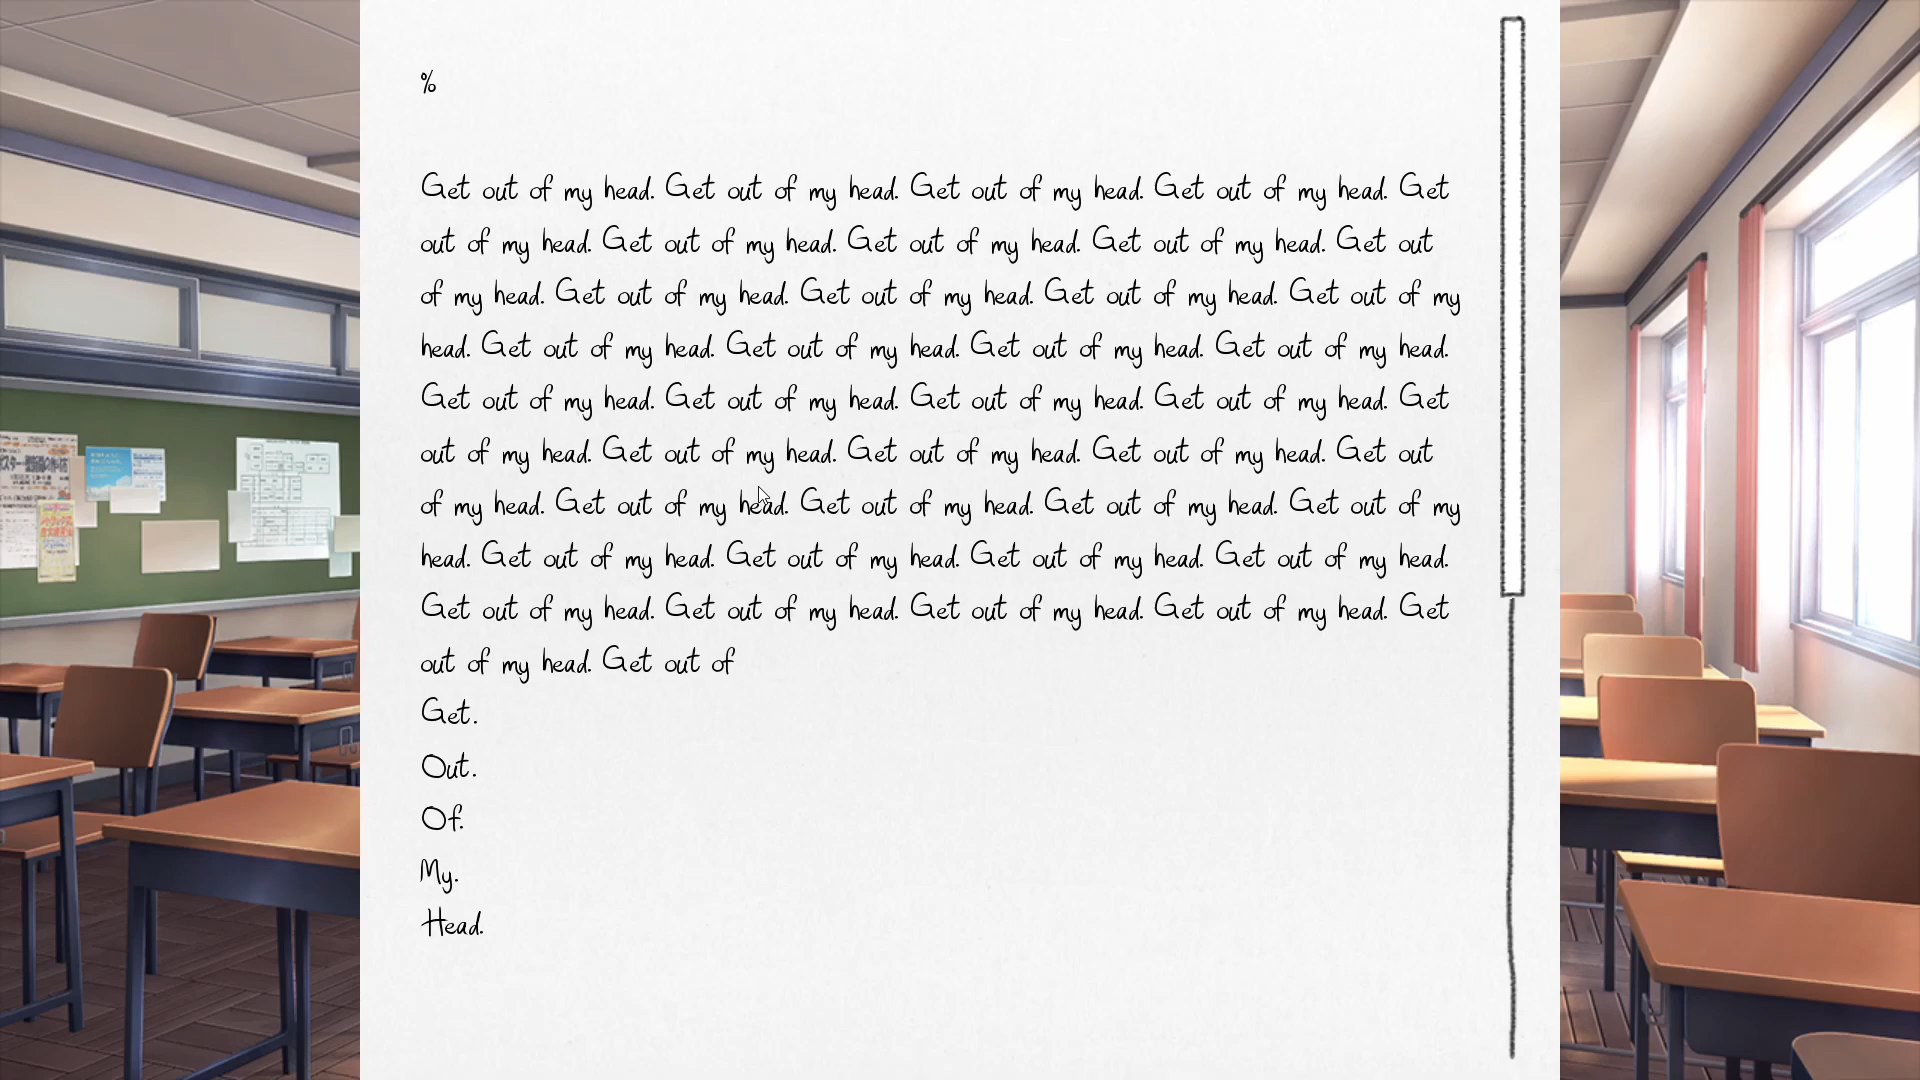 %
Get out of my head. Get out of my head. Get out of my head. Get out of my head. Get
out of my head. Get out of my head. Get out of my head. Get out of my head. Get out
of my head. Get out of my head. Get out of my head. Get out of my head. Get out of my
head. Get out of my head. Get out of my head. Get out of my head. Get out of my head.
Get out of my head. Get out of my head. Get out of my head. Get out of my head. Get
out of my head. Get out of my head. Get out of my head. Get out of my head. Get out
of my head. Get out of my head. Get out of my head. Get out of my head. Get out of my
head. Get out of my head. Get out of my head. Get out of my head. Get out of my head.
Get out of my head. Get out of my head. Get out of my head. Get out of my head. Get
out of my head. Get out of
Get.
Out.
Of.
My.
Head.